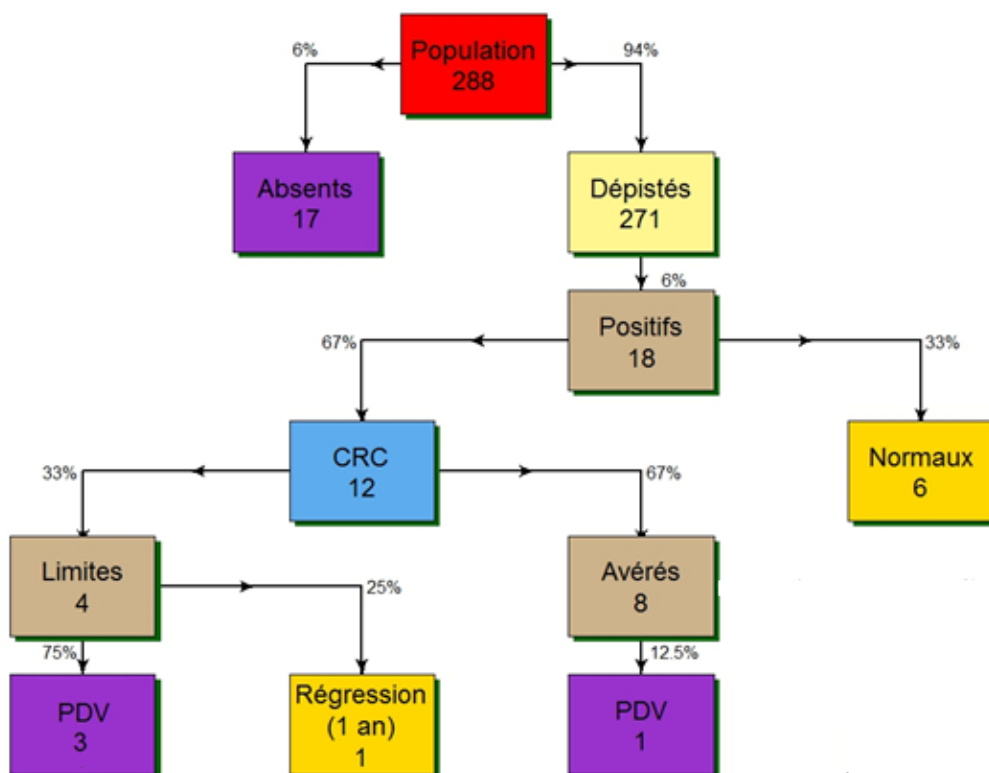 Population
288
6%
94%
Absents
17
Dépistés
271
6%
Positifs
18
67%
33%
CRC
12
Normaux
6
33%
67%
Limites
4
25%
Avérés
8
75%
12.5%
PDV
3
Régression
(1 an)
1
PDV
1